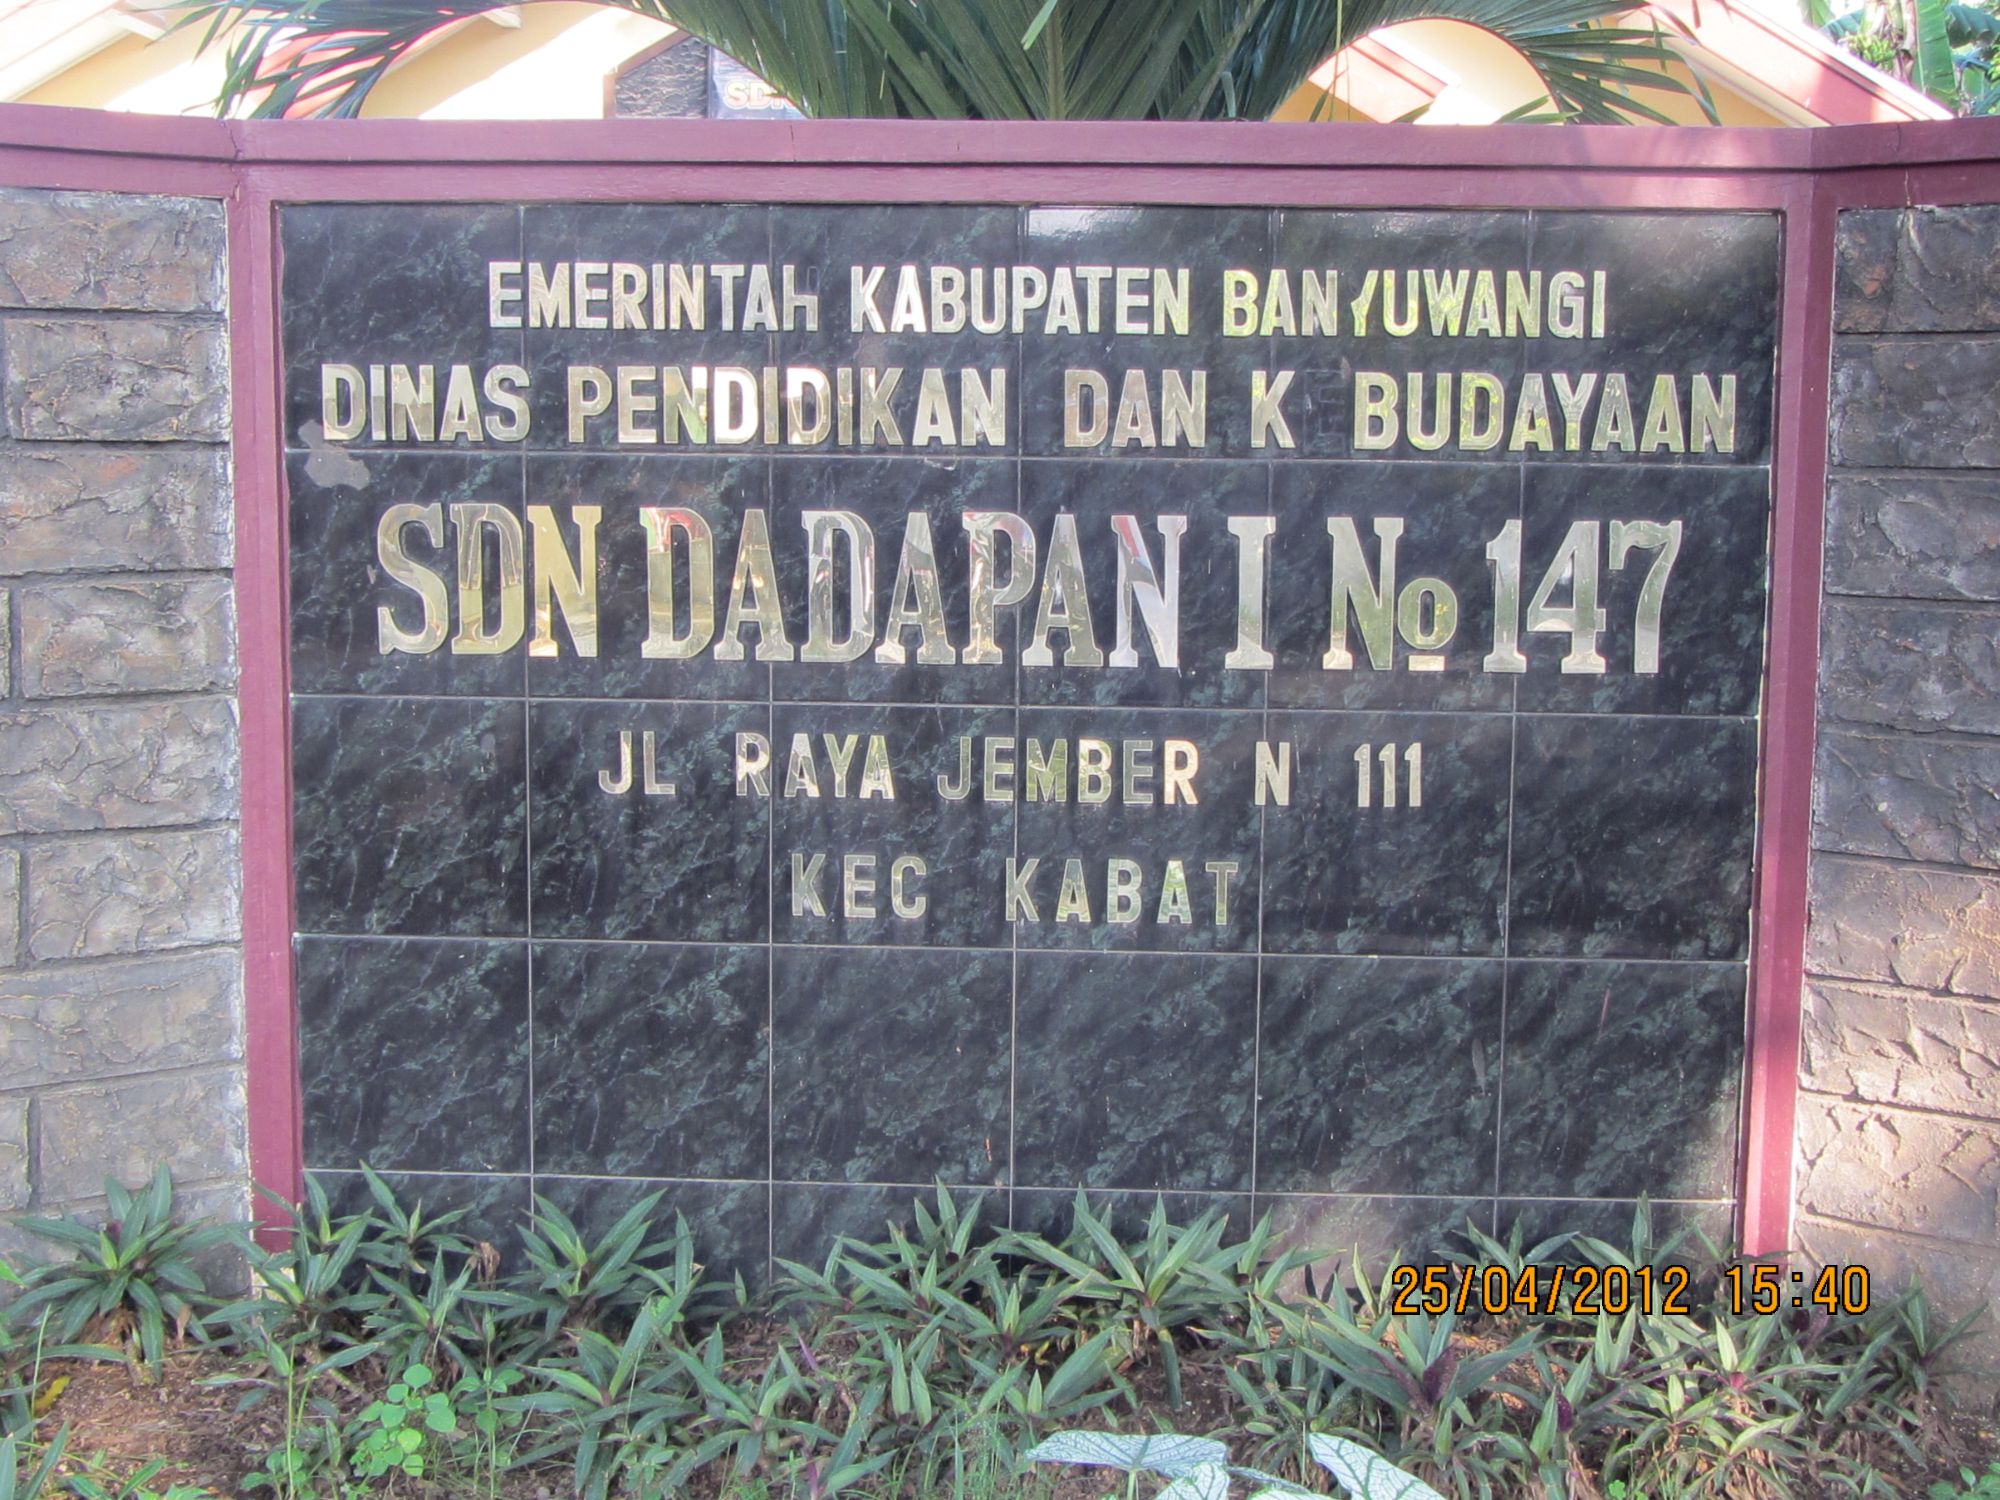 SDN
EMERINTAH KABUPATEN BANYUWANGI
DINAS PENDIDIKAN DAN K BUDAYAAN
SDN DADAPAN I No 147
JL RAYA JEMBER N 111
KEC KABAT
25/04/2012 15:40